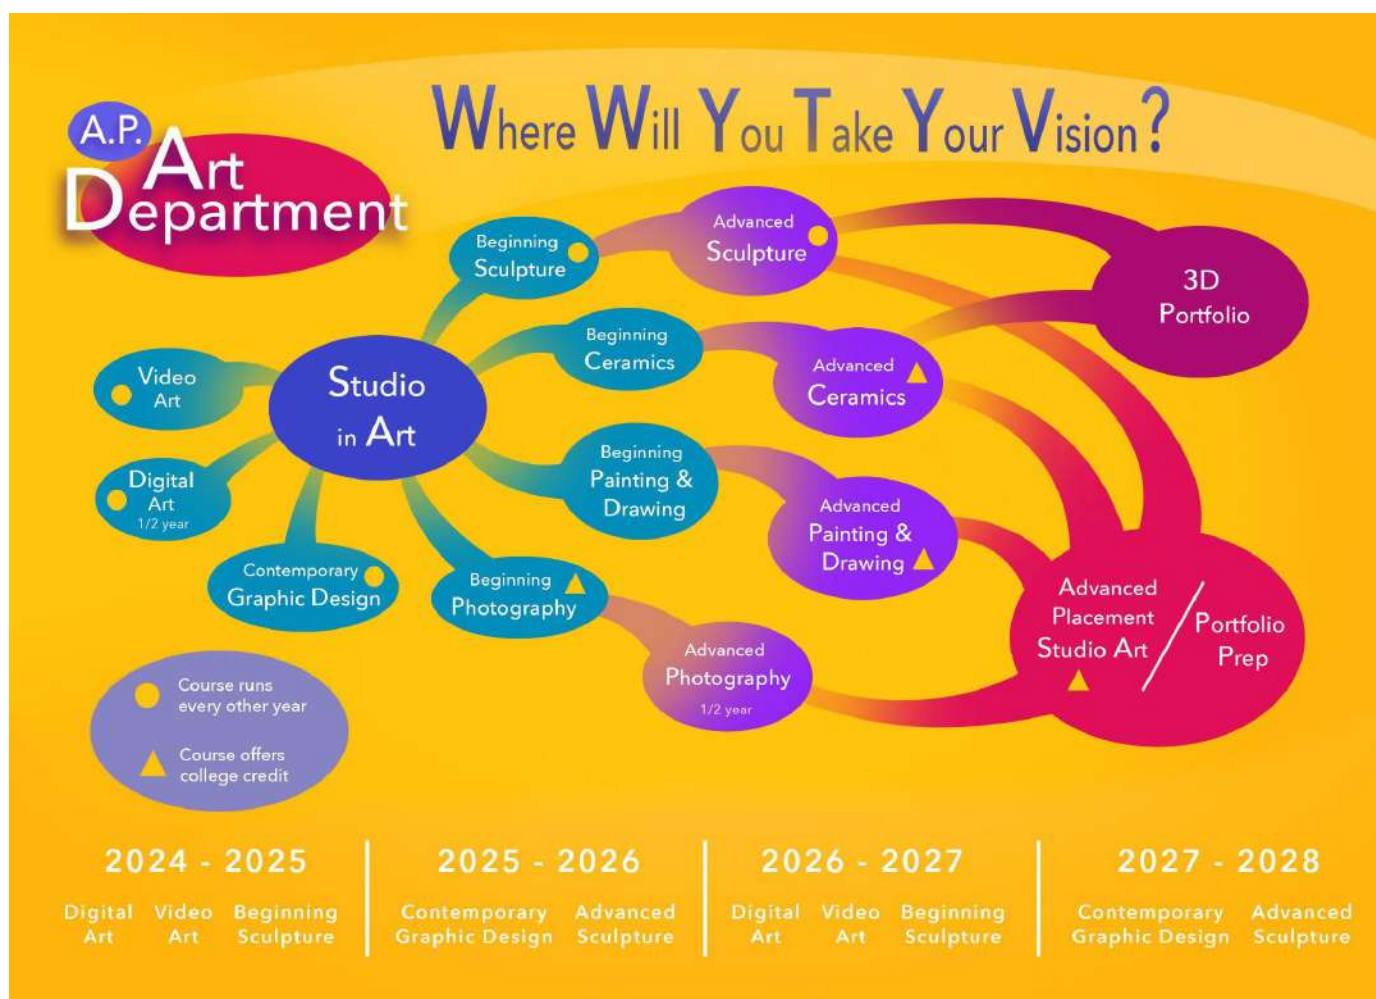 A.P.
Art
Department
Where Will You Take Your Vision?
Beginning
Sculpture
Advanced
Sculpture
3D
Portfolio
Beginning
Ceramics
Advanced
Ceramics
Video
Art
Studio
in Art
Digital
Art
1/2 year
Beginning
Painting &
Drawing
Advanced
Painting &
Drawing
Contemporary
Graphic Design
Beginning
Photography
Advanced
Photography
1/2 year
Advanced
Placement
Studio Art
Portfolio
Prep
Course runs
every other year
Course offers
college credit
2024 - 2025
Digital
Art
Video
Art
Beginning
Sculpture
2025 - 2026
Contemporary
Graphic Design
Advanced
Sculpture
2026 - 2027
Digital
Art
Video
Art
Beginning
Sculpture
2027 - 2028
Contemporary
Graphic Design
Advanced
Sculpture